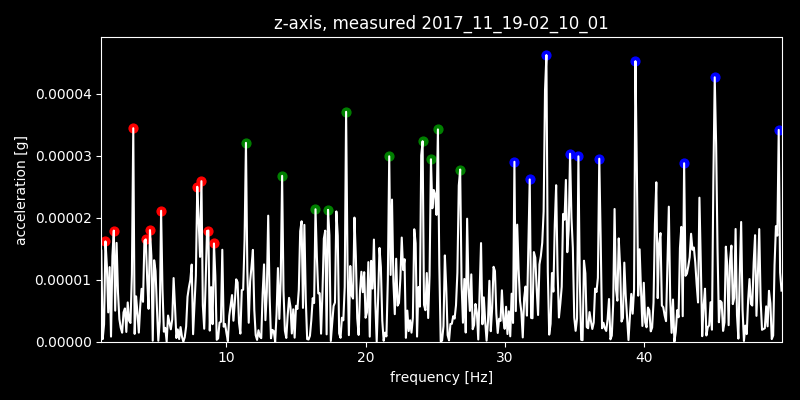 z-axis, measured 2017_11_19-02_10_01
acceleration [g]
0.00004
0.00003
0.00002
0.00001
0.00000
10 20 30 40
frequency [Hz]